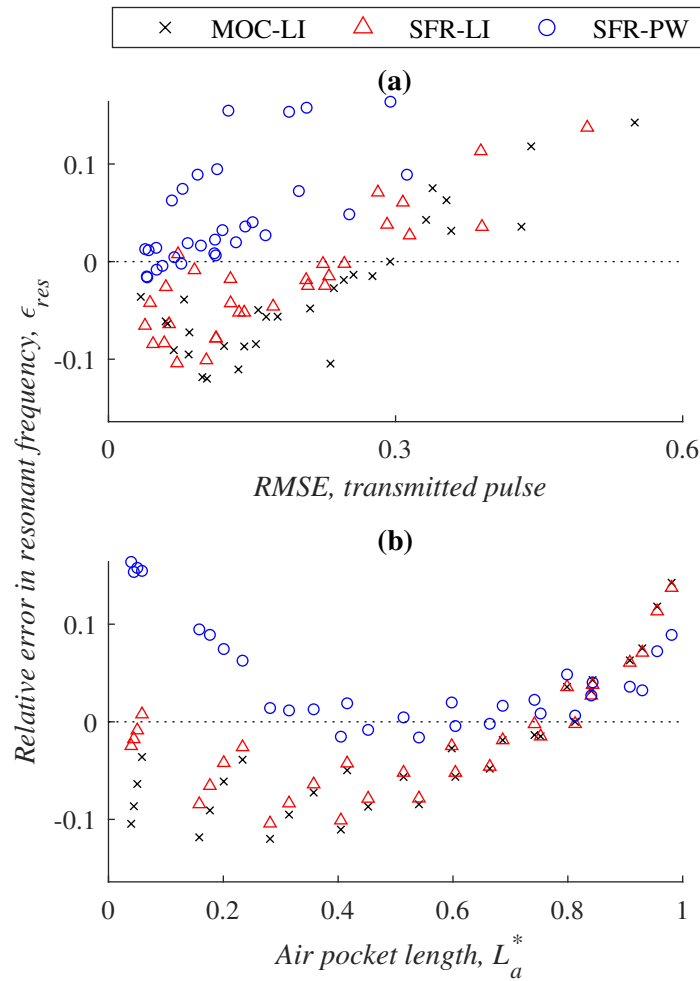 MOC-LI SFR-LI SFR-PW
(a)
0.1
0
-0.1
0 0.3 0.6
RMSE, transmitted pulse
Relative error in resonant frequency, ϵ_res
(b)
0.1
0
-0.1
0 0.2 0.4 0.6 0.8 1
Air pocket length, L_a^*